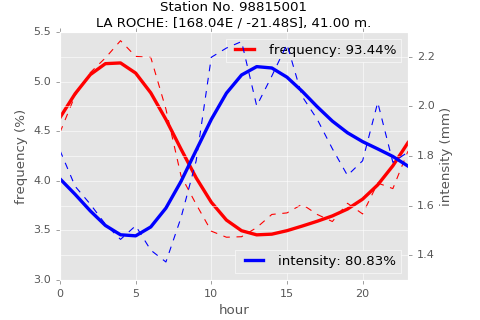 Station No. 98815001
LA ROCHE: [168.04E / -21.48S], 41.00 m.
frequency: 93.44%
intensity: 80.83%
frequency (%)
5.5
5.0
4.5
4.0
3.5
3.0
intensity (mm)
2.2
2.0
1.8
1.6
1.4
0 5 10 15 20
hour